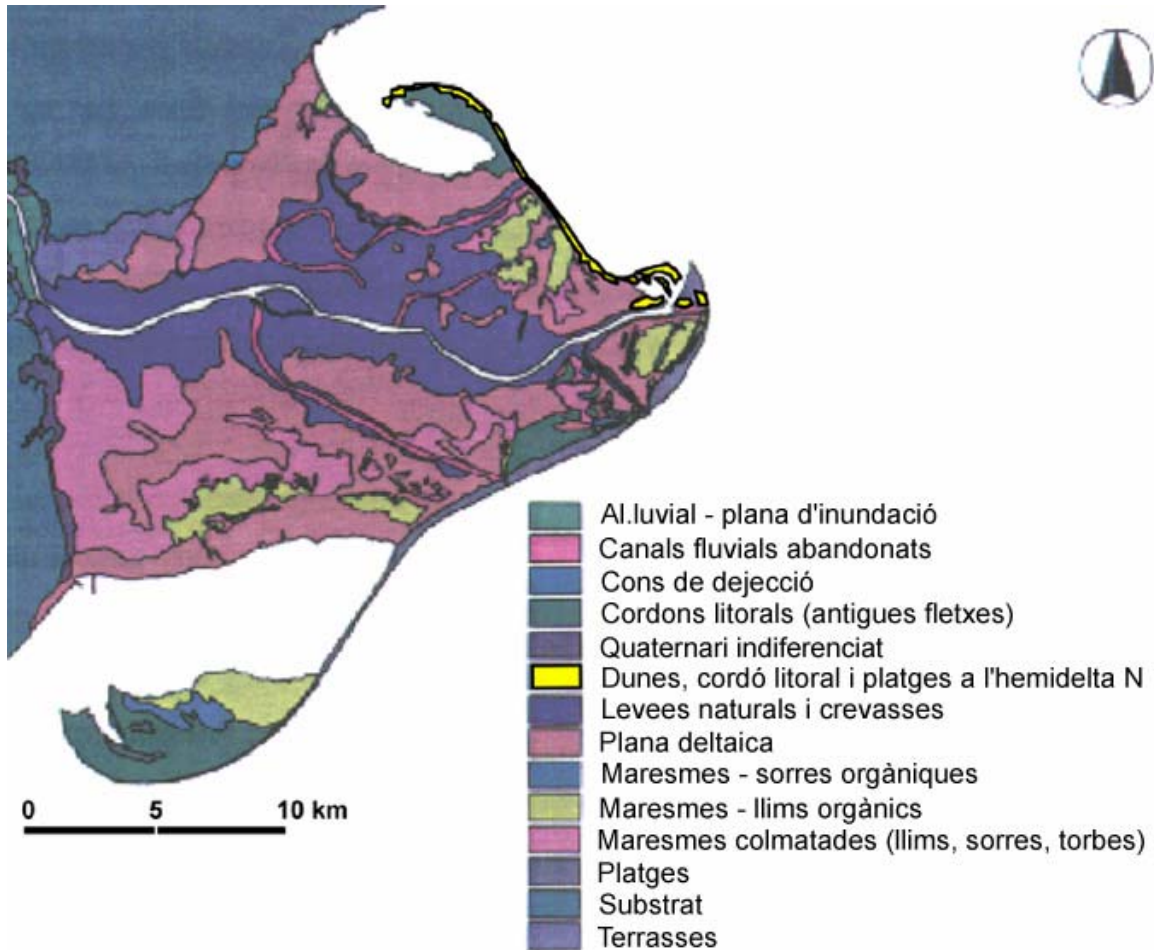 Al.luvial - plana d'inundació
Canals fluvials abandonats
Cons de dejecció
Cordons litorals (antigues fletxes)
Quaternari indiferenciat
Dunes, cordó litoral i platges a l'hemidelta N
Levees naturals i crevasses
Plana deltaica
Maresmes - sorres orgàniques
Maresmes - llims orgànics
Maresmes colmatades (llims, sorres, torbes)
Platges
Substrat
Terrasses
0 5 10 km